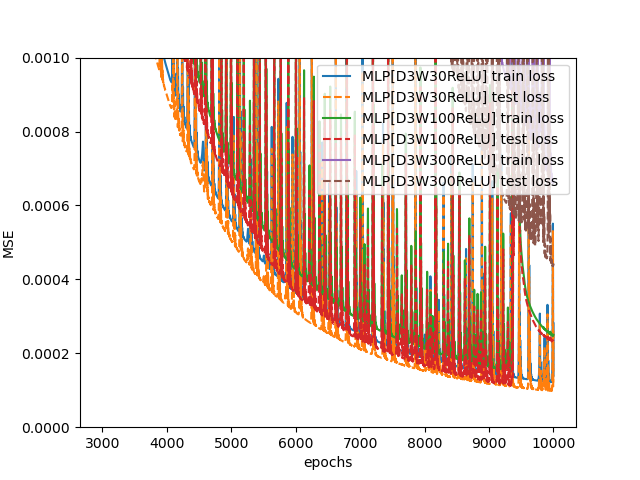 0.0010
0.0008
0.0006
0.0004
0.0002
0.0000
MSE
3000 4000 5000 6000 7000 8000 9000 10000
epochs
MLP[D3W30ReLU] train loss
MLP[D3W30ReLU] test loss
MLP[D3W100ReLU] train loss
MLP[D3W100ReLU] test loss
MLP[D3W300ReLU] train loss
MLP[D3W300ReLU] test loss